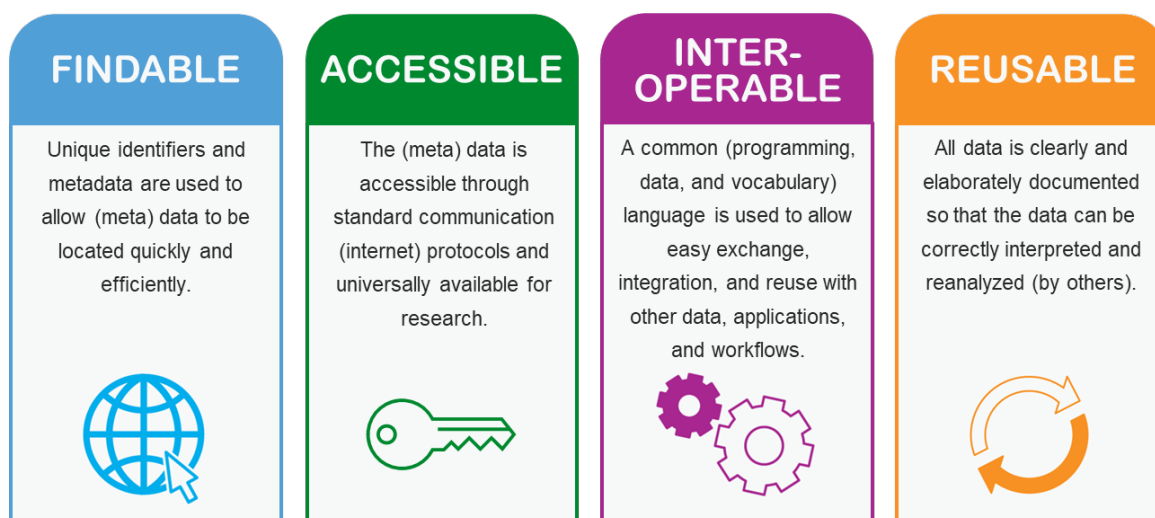 FINDABLE
Unique identifiers and
metadata are used to
allow (meta) data to be
located quickly and
efficiently.
ACCESSIBLE
The (meta) data is
accessible through
standard communication
(internet) protocols and
universally available for
research.
INTER-
OPERABLE
A common (programming,
data, and vocabulary)
language is used to allow
easy exchange,
integration, and reuse with
other data, applications,
and workflows.
REUSABLE
All data is clearly and
elaborately documented
so that the data can be
correctly interpreted and
reanalyzed (by others).